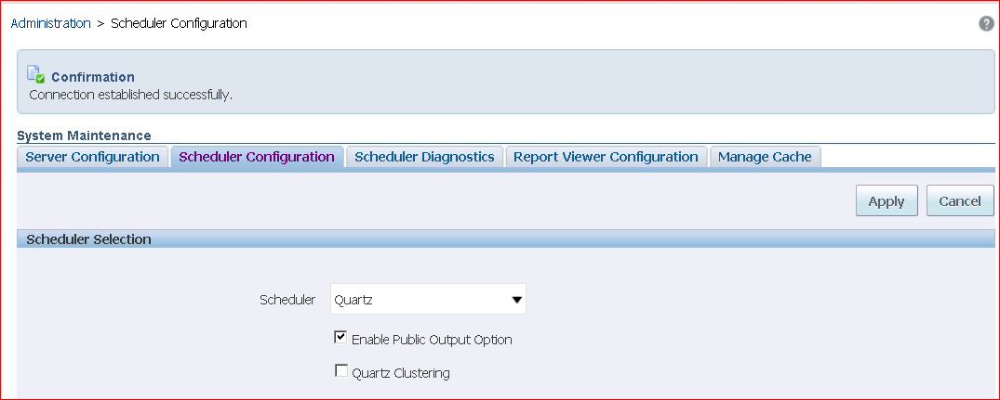 Administration > Scheduler Configuration
?
Confirmation
Connection established successfully.
System Maintenance
Server Configuration Scheduler Configuration Scheduler Diagnostics Report Viewer Configuration Manage Cache
Apply Cancel
Scheduler Selection
Scheduler Quartz
Enable Public Output Option
Quartz Clustering